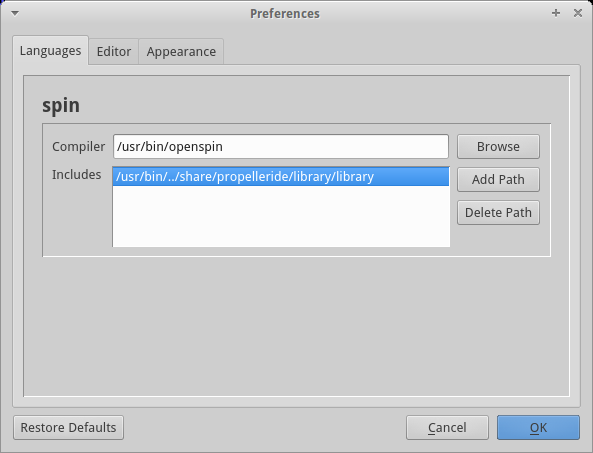 Preferences
Languages Editor Appearance
spin
Compiler /usr/bin/openspin Browse
Includes /usr/bin/../share/propelleride/library/library Add Path
Delete Path
Restore Defaults Cancel OK